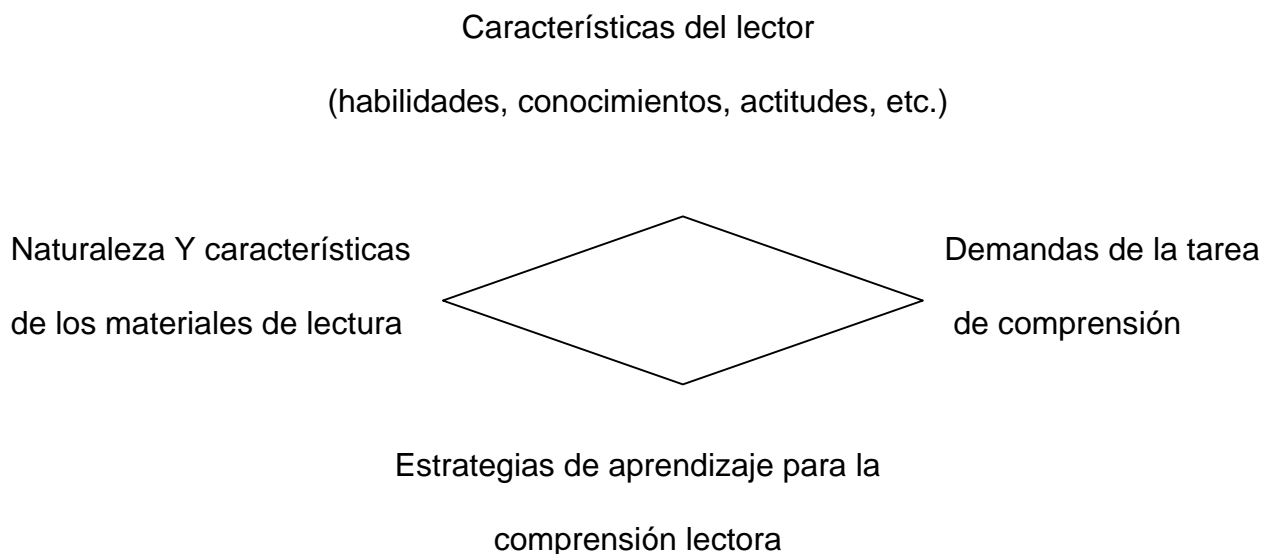 Características del lector
(habilidades, conocimientos, actitudes, etc.)
Naturaleza Y características
de los materiales de lectura
Demandas de la tarea
de comprensión
Estrategias de aprendizaje para la
comprensión lectora